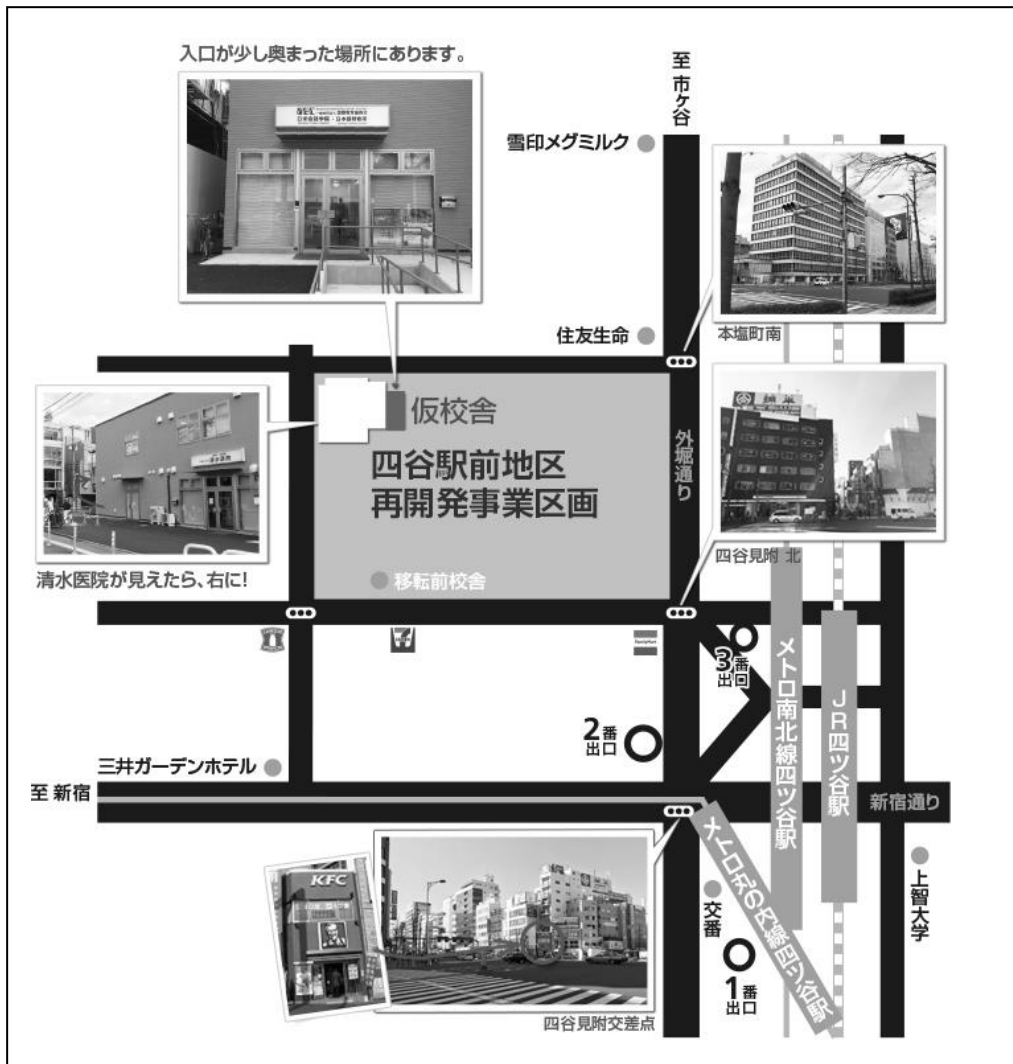 入口が少し奥まった場所にあります。
至 市ヶ谷
雪印メグミルク
本塩町南
住友生命
仮校舎
四谷駅前地区
再開発事業区画
外堀通り
清水医院が見えたら、右に!
移転前校舎
四谷見附 北
FamilyMart
3番出口
メトロ南北線四ツ谷駅
JR四ツ谷駅
2番出口
三井ガーデンホテル
至 新宿
新宿通り
KFC
メトロ丸の内線四ツ谷駅
交番
上智大学
1番出口
四谷見附交差点